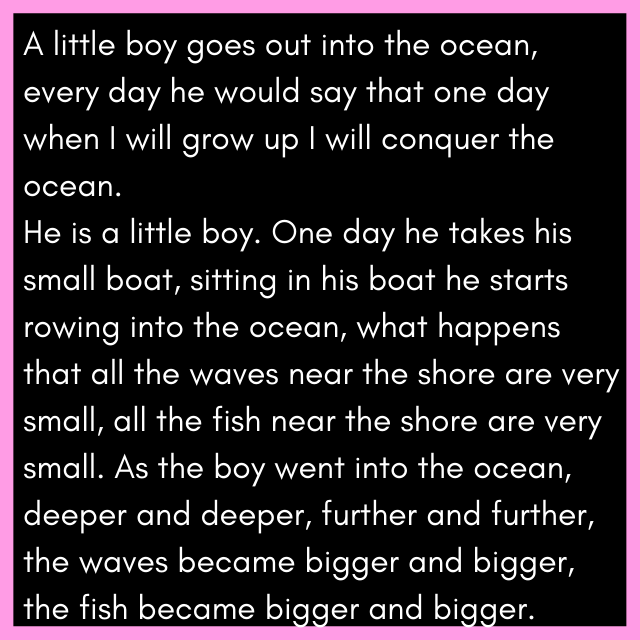 A little boy goes out into the ocean,
every day he would say that one day
when I will grow up I will conquer the
ocean.
He is a little boy. One day he takes his
small boat, sitting in his boat he starts
rowing into the ocean, what happens
that all the waves near the shore are very
small, all the fish near the shore are very
small. As the boy went into the ocean,
deeper and deeper, further and further,
the waves became bigger and bigger,
the fish became bigger and bigger.